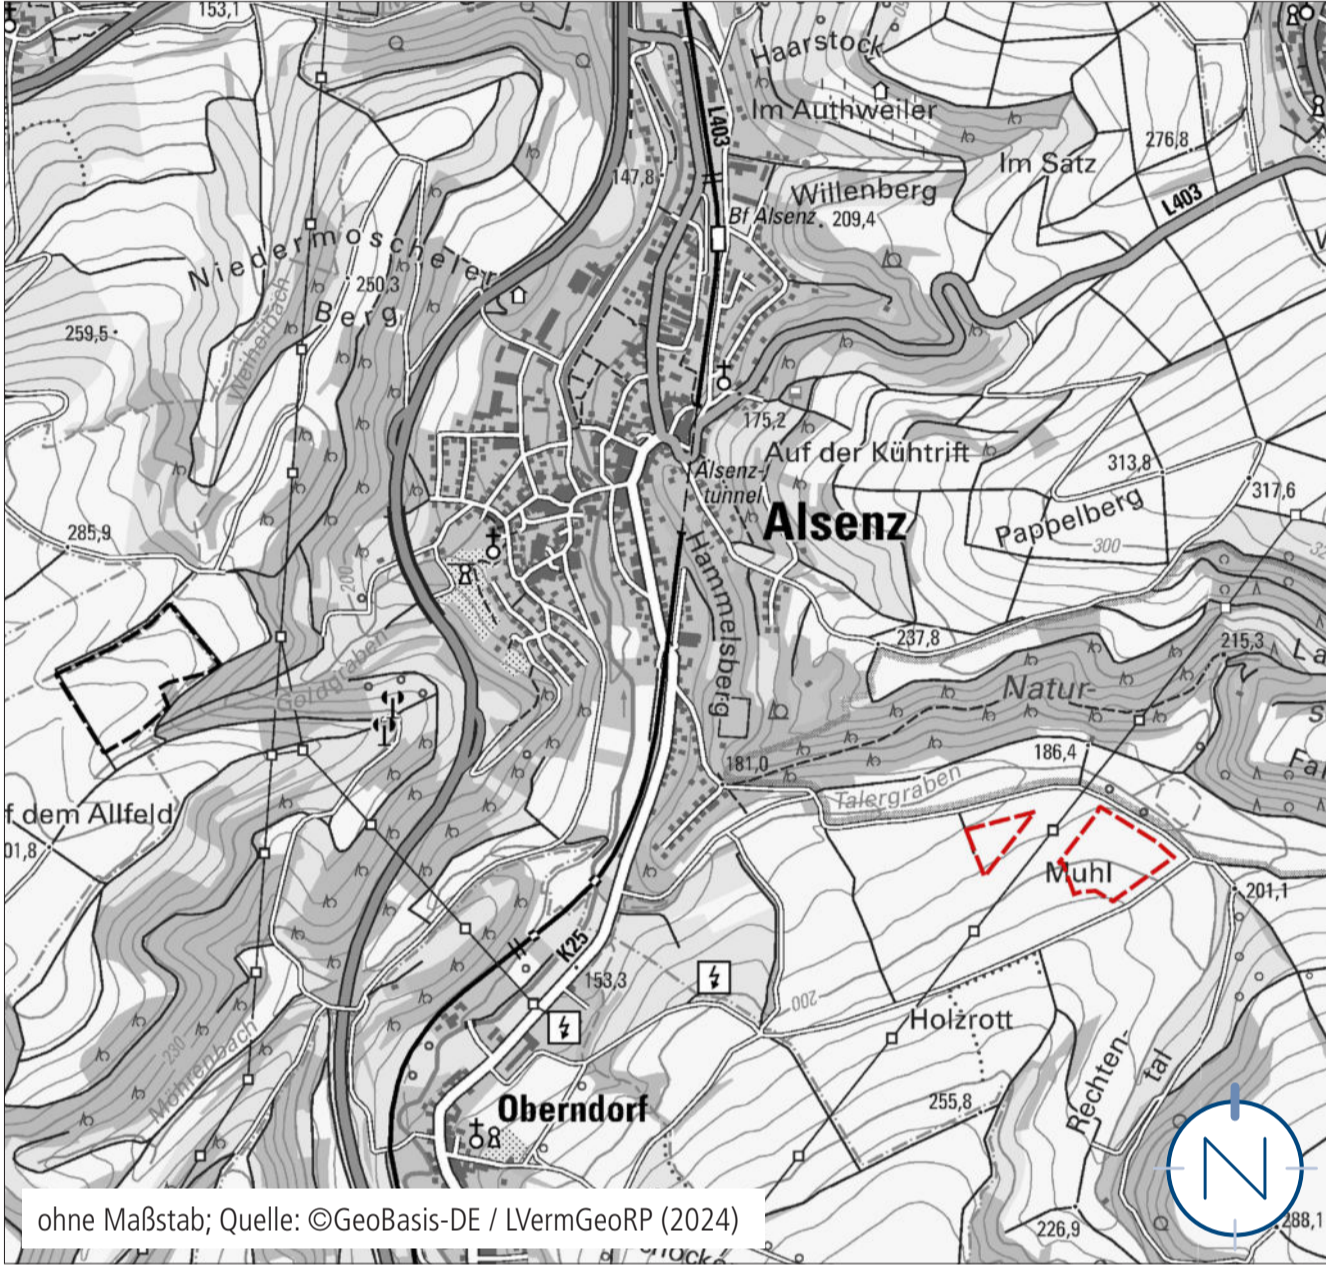 153,1
Haarstock
Im Authweiler
L403
276,8
Im Satz
147,8
Willenberg
L403
Bf Alsenz
209,4
Niedermoscheler
Berg
250,3
Weiherbach
259,5
175,2
Auf der Kühtrift
313,8
Alsenz-
tunnel
317,6
Alsenz
Pappelberg
300
285,9
200
Hammelsberg
237,8
215,3
Goldgraben
Natur-
181,0
186,4
Talergraben
f dem Allfeld
01,8
Muhl
201,1
K25
153,3
200
Holzrott
230
Möhrenbach
Rechten-
tal
255,8
Oberndorf
N
226,9
288,1
ohne Maßstab; Quelle: ©GeoBasis-DE / LVermGeoRP (2024)